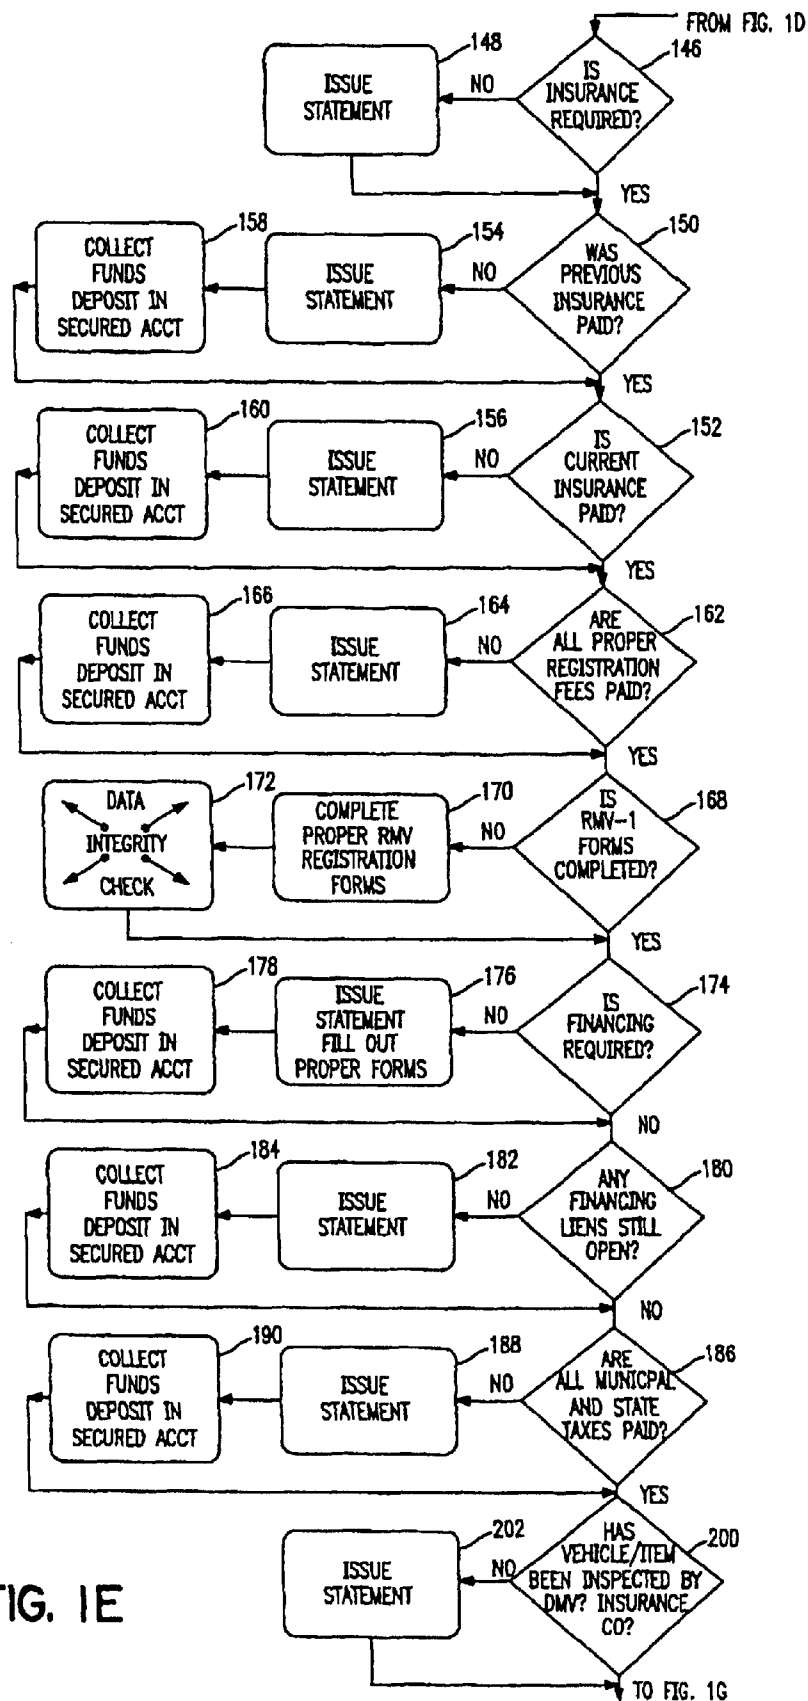 FROM FIG. 1D
148
146
ISSUE
STATEMENT
NO
IS
INSURANCE
REQUIRED?
YES
158
154
150
COLLECT
FUNDS
DEPOSIT IN
SECURED ACCT
ISSUE
STATEMENT
NO
WAS
PREVIOUS
INSURANCE
PAID?
YES
160
156
152
COLLECT
FUNDS
DEPOSIT IN
SECURED ACCT
ISSUE
STATEMENT
NO
IS
CURRENT
INSURANCE
PAID?
YES
166
164
162
COLLECT
FUNDS
DEPOSIT IN
SECURED ACCT
ISSUE
STATEMENT
NO
ARE
ALL PROPER
REGISTRATION
FEES PAID?
YES
172
170
168
DATA
INTEGRITY
CHECK
COMPLETE
PROPER RMV
REGISTRATION
FORMS
NO
IS
RMV-1
FORMS
COMPLETED?
YES
178
176
174
COLLECT
FUNDS
DEPOSIT IN
SECURED ACCT
ISSUE
STATEMENT
FILL OUT
PROPER FORMS
NO
IS
FINANCING
REQUIRED?
NO
184
182
180
COLLECT
FUNDS
DEPOSIT IN
SECURED ACCT
ISSUE
STATEMENT
NO
ANY
FINANCING
LIENS STILL
OPEN?
NO
190
188
186
COLLECT
FUNDS
DEPOSIT IN
SECURED ACCT
ISSUE
STATEMENT
NO
ARE
ALL MUNICPAL
AND STATE
TAXES PAID?
YES
202
200
ISSUE
STATEMENT
NO
HAS
VEHICLE/ITEM
BEEN INSPECTED BY
DMV? INSURANCE
CO?
TO FIG. 1G
FIG. 1E